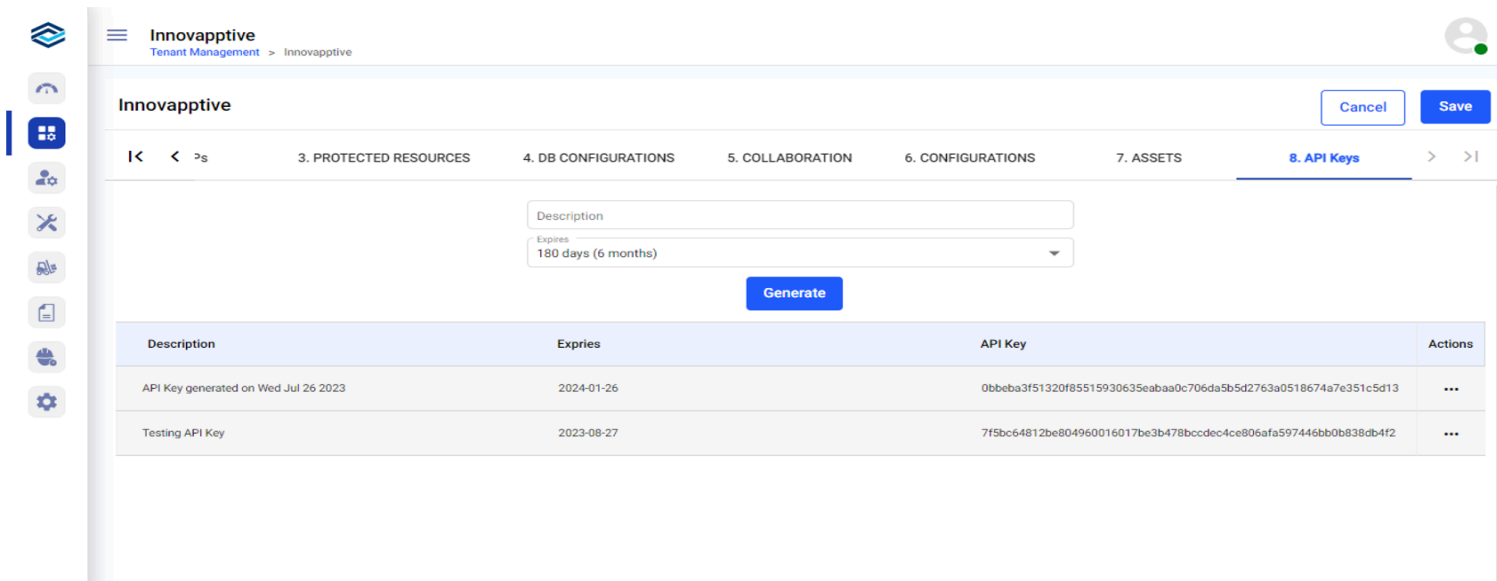 Innovapptive
Tenant Management > Innovapptive
Innovapptive
Cancel
Save
3. PROTECTED RESOURCES
4. DB CONFIGURATIONS
5. COLLABORATION
6. CONFIGURATIONS
7. ASSETS
8. API Keys
Description
Expires
180 days (6 months)
Generate
Description Expries API Key Actions
API Key generated on Wed Jul 26 2023 2024-01-26 0bbeba3f51320f85515930635eabaa0c706da5b5d2763a0518674a7e351c5d13
Testing API Key 2023-08-27 7f5bc64812be804960016017be3b478bccdec4ce806afa597446bb0b838db4f2